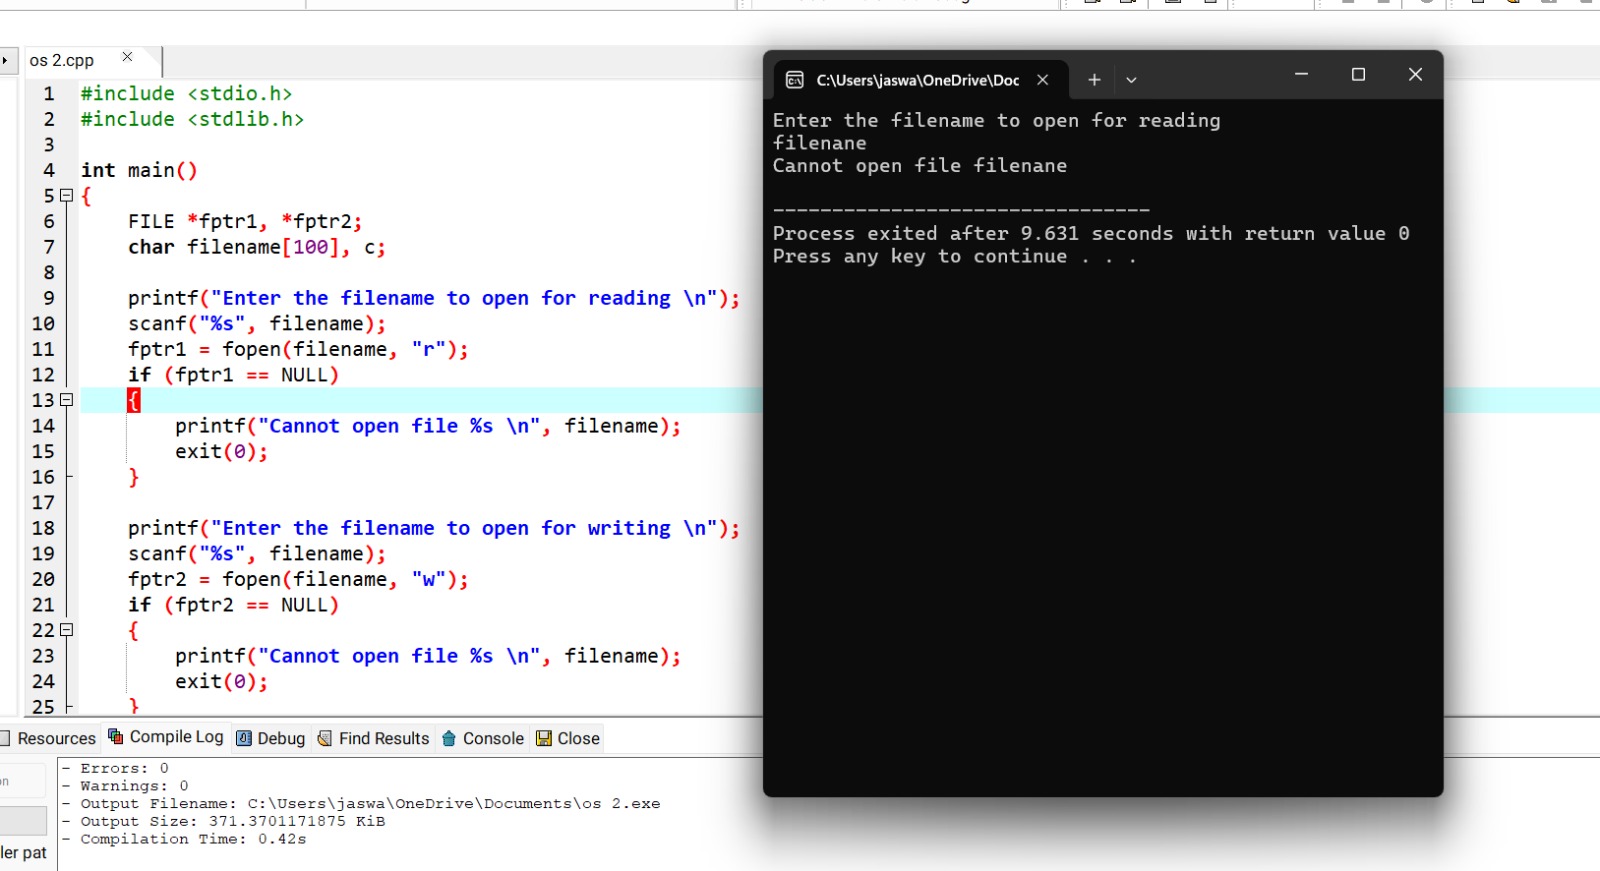 os 2.cpp
1 #include <stdio.h>
2 #include <stdlib.h>
3
4 int main()
5 {
6 FILE *fptr1, *fptr2;
7 char filename[100], c;
8
9 printf("Enter the filename to open for reading \n");
10 scanf("%s", filename);
11 fptr1 = fopen(filename, "r");
12 if (fptr1 == NULL)
13 {
14 printf("Cannot open file %s \n", filename);
15 exit(0);
16 }
17
18 printf("Enter the filename to open for writing \n");
19 scanf("%s", filename);
20 fptr2 = fopen(filename, "w");
21 if (fptr2 == NULL)
22 {
23 printf("Cannot open file %s \n", filename);
24 exit(0);
25 }
Resources Compile Log Debug Find Results Console Close
- Errors: 0
- Warnings: 0
- Output Filename: C:\Users\jaswa\OneDrive\Documents\os 2.exe
- Output Size: 371.3701171875 KiB
- Compilation Time: 0.42s
ler pat
C:\Users\jaswa\OneDrive\Doc
Enter the filename to open for reading
filenane
Cannot open file filenane
--------------------------------
Process exited after 9.631 seconds with return value 0
Press any key to continue . . .